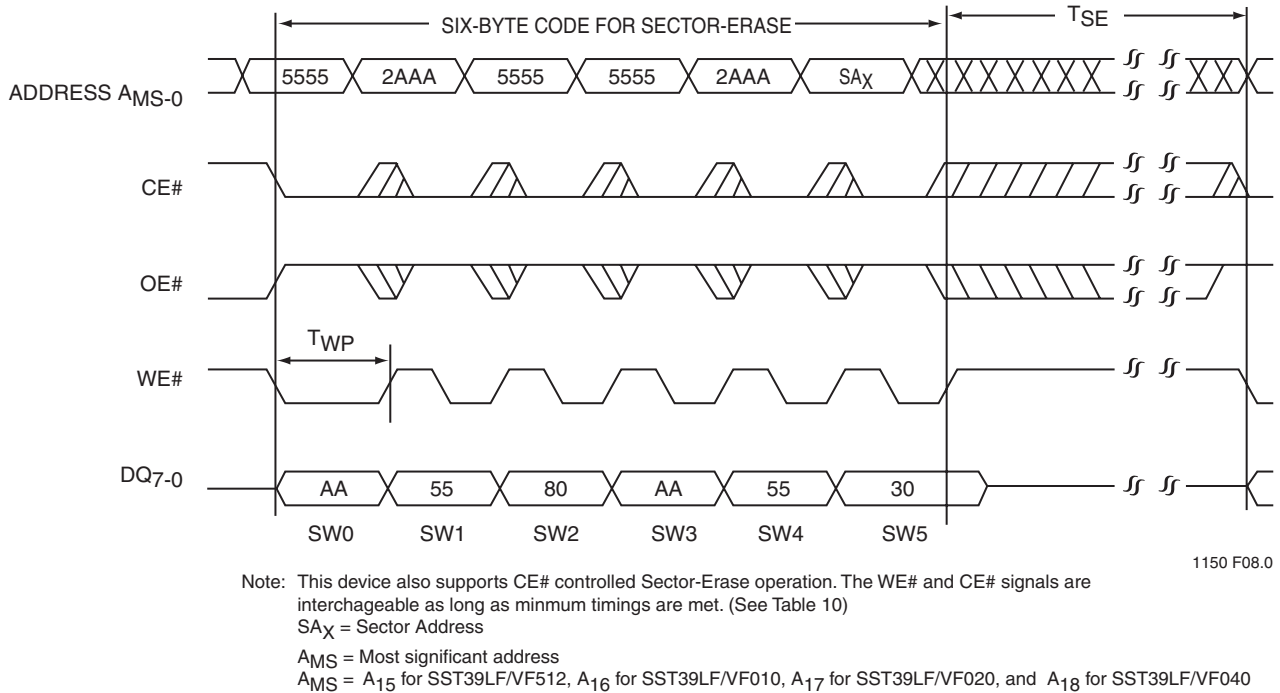 SIX-BYTE CODE FOR SECTOR-ERASE
TSE
ADDRESS AMS-0
5555 2AAA 5555 5555 2AAA SAX
CE#
OE#
TWP
WE#
DQ7-0
AA 55 80 AA 55 30
SW0 SW1 SW2 SW3 SW4 SW5
1150 F08.0
Note: This device also supports CE# controlled Sector-Erase operation. The WE# and CE# signals are
interchageable as long as minmum timings are met. (See Table 10)
SAX = Sector Address
AMS = Most significant address
AMS = A15 for SST39LF/VF512, A16 for SST39LF/VF010, A17 for SST39LF/VF020, and A18 for SST39LF/VF040